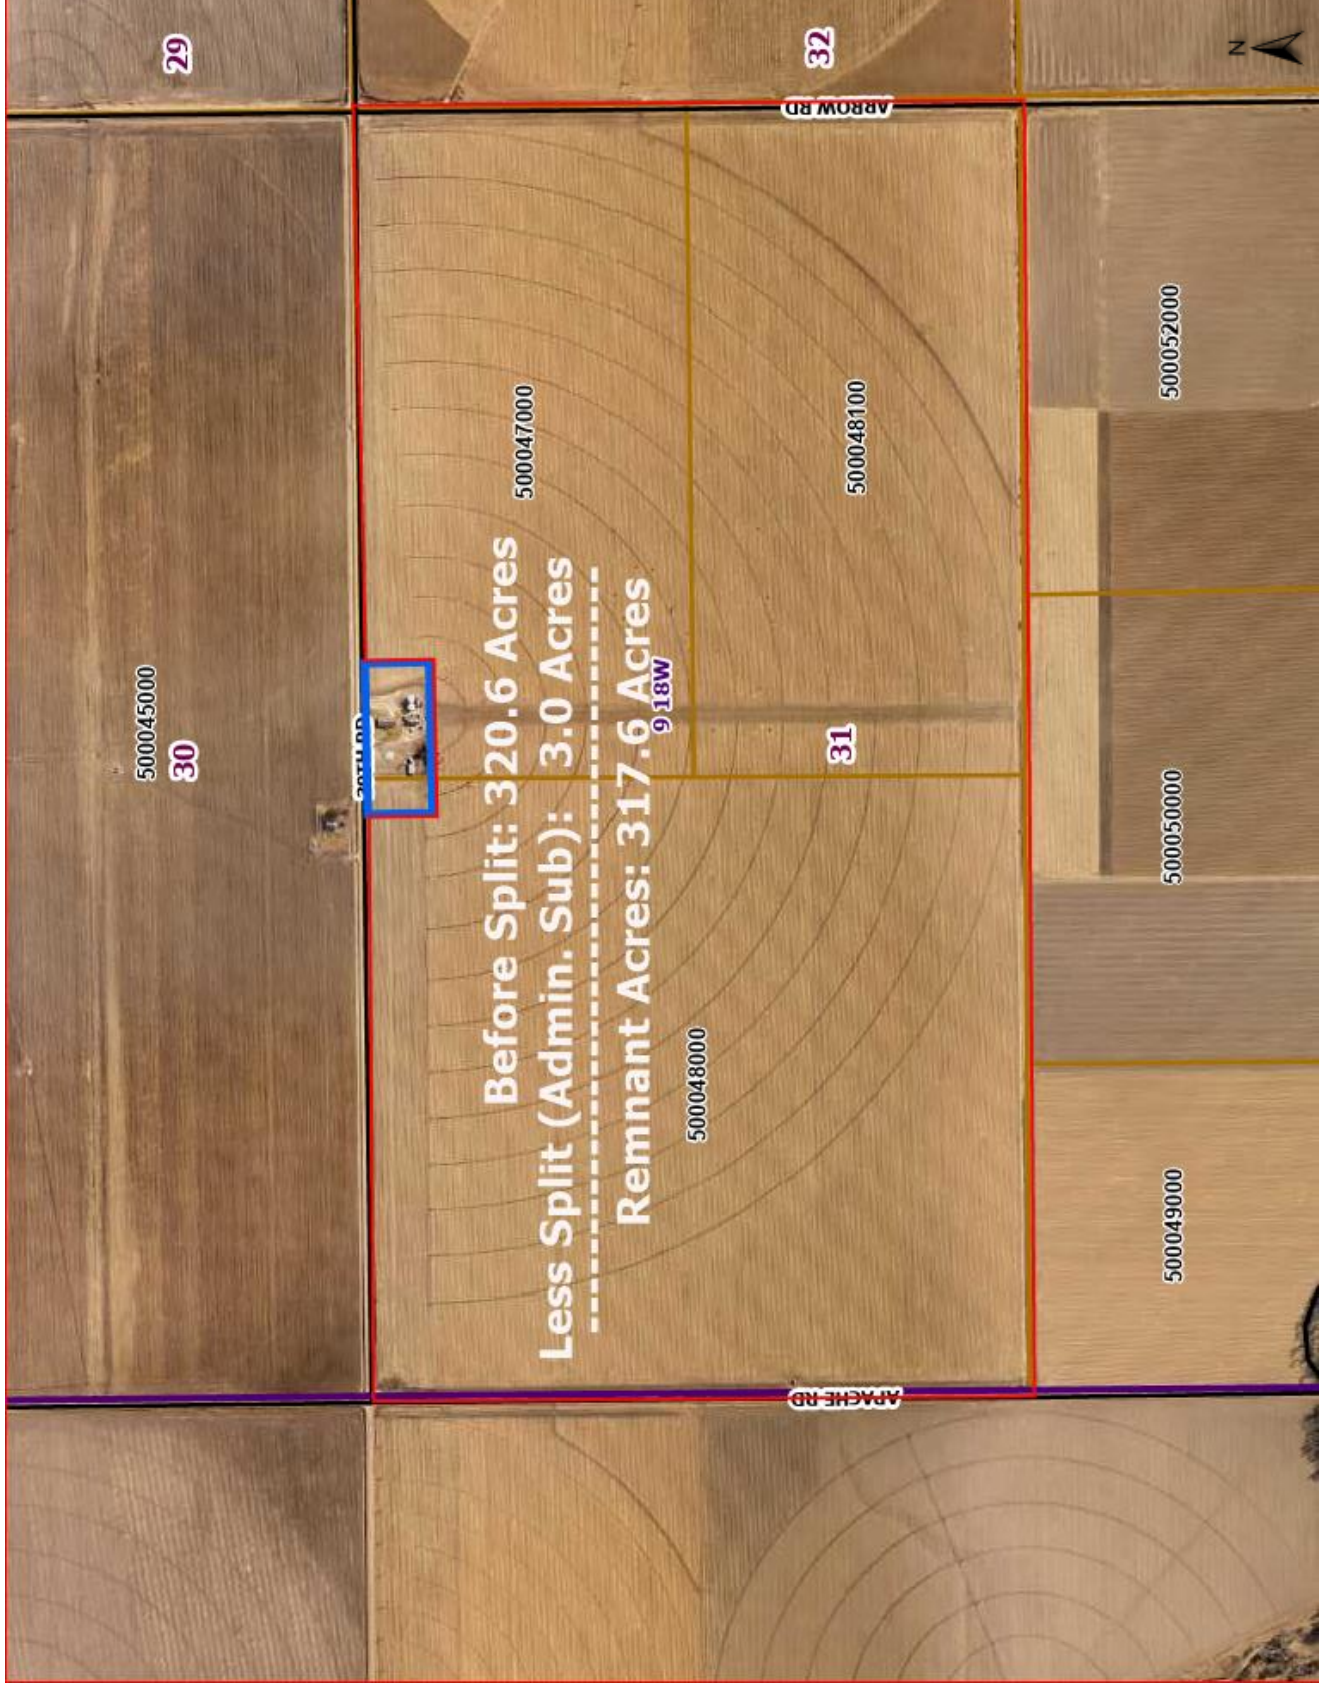 500045000
29
30
Before Split: 320.6 Acres
500047000
Less Split (Admin. Sub): 3.0 Acres
--------------------------------
Remnant Acres: 317.6 Acres
9 18W
500048000
APACHE RD
31
500048100
ARROW RD
32
500049000
500050000
500052000
N